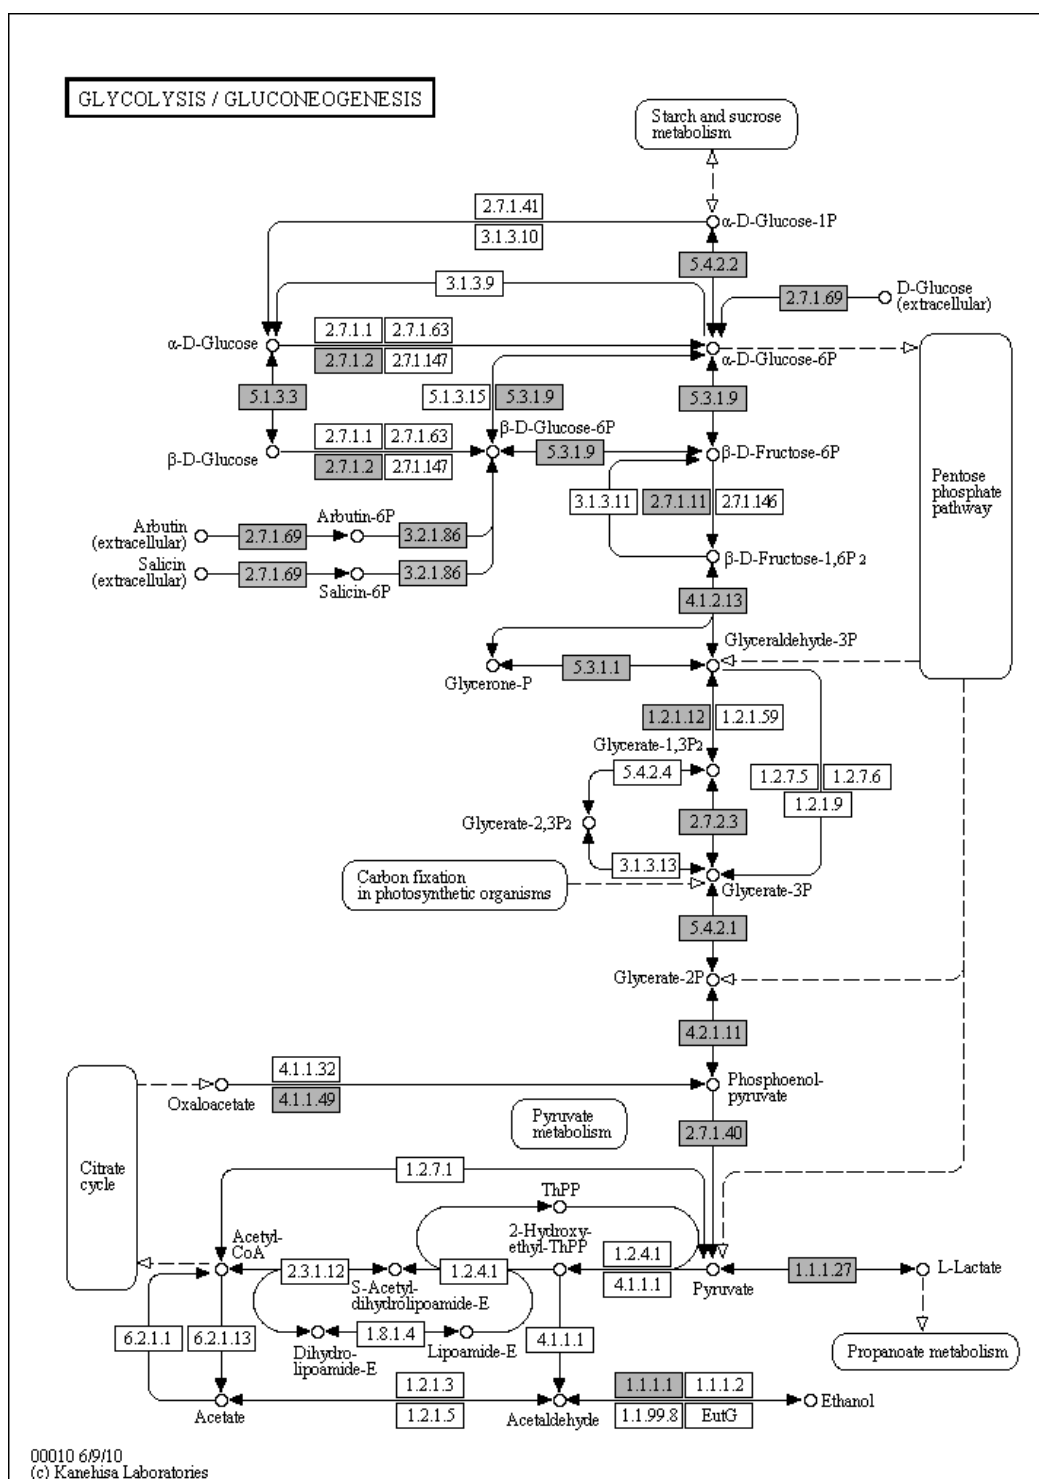 GLYCOLYSIS / GLUCONEOGENESIS
Starch and sucrose
metabolism
2.7.1.41
3.1.3.10
α-D-Glucose-1P
5.4.2.2
3.1.3.9
2.7.1.69
D-Glucose
(extracellular)
α-D-Glucose
2.7.1.1
2.7.1.63
2.7.1.2
2.7.1.147
α-D-Glucose-6P
5.1.3.3
5.1.3.15
5.3.1.9
5.3.1.9
β-D-Glucose
2.7.1.1
2.7.1.63
2.7.1.2
2.7.1.147
β-D-Glucose-6P
5.3.1.9
β-D-Fructose-6P
Pentose
phosphate
pathway
3.1.3.11
2.7.1.11
2.7.1.146
Arbutin
(extracellular)
2.7.1.69
Arbutin-6P
3.2.1.86
Salicin
(extracellular)
2.7.1.69
Salicin-6P
3.2.1.86
β-D-Fructose-1,6P2
4.1.2.13
Glyceraldehyde-3P
Glycerone-P
5.3.1.1
1.2.1.12
1.2.1.59
Glycerate-1,3P2
5.4.2.4
1.2.7.5
1.2.7.6
1.2.1.9
Glycerate-2,3P2
2.7.2.3
3.1.3.13
Carbon fixation
in photosynthetic organisms
Glycerate-3P
5.4.2.1
Glycerate-2P
4.2.1.11
4.1.1.32
Oxaloacetate
4.1.1.49
Phosphoenol-
pyruvate
Pyruvate
metabolism
2.7.1.40
Citrate
cycle
1.2.7.1
ThPP
2-Hydroxy-
ethyl-ThPP
Acetyl-
CoA
2.3.1.12
S-Acetyl-
dihydrolipoamide-E
1.2.4.1
1.2.4.1
4.1.1.1
Pyruvate
1.1.1.27
L-Lactate
6.2.1.1
6.2.1.13
Dihydro-
lipoamide-E
1.8.1.4
Lipoamide-E
4.1.1.1
Propanoate metabolism
Acetate
1.2.1.3
1.2.1.5
Acetaldehyde
1.1.1.1
1.1.1.2
1.1.99.8
EutG
Ethanol
00010 6/9/10
(c) Kanehisa Laboratories